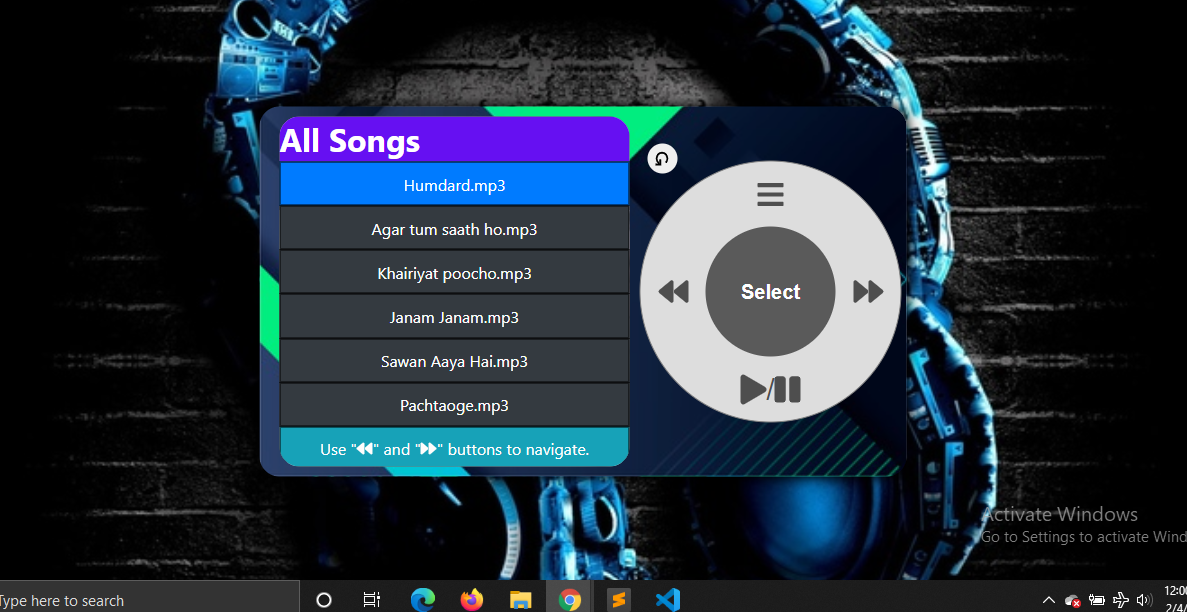 All Songs
Humdard.mp3
Agar tum saath ho.mp3
Khairiyat poocho.mp3
Janam Janam.mp3
Sawan Aaya Hai.mp3
Pachtaoge.mp3
Use "⏪" and "⏩" buttons to navigate.
Select
Activate Windows
Go to Settings to activate Wind
Type here to search
12:00
2/4/